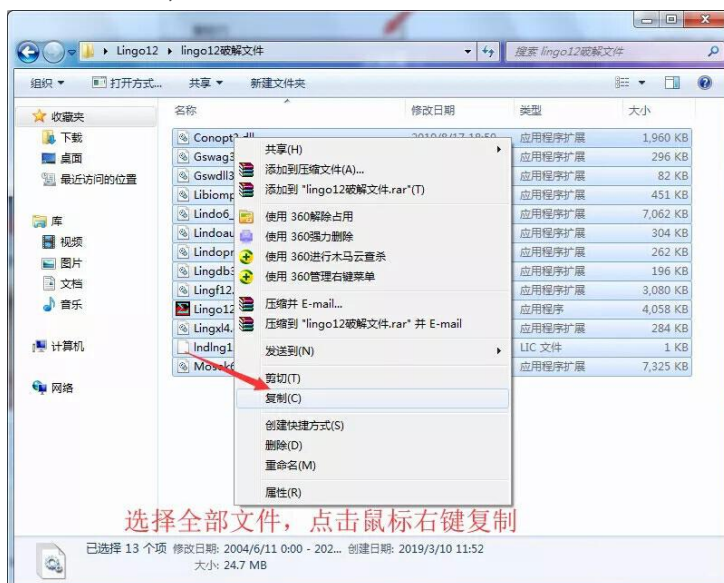 Lingo12 ▸ lingo12破解文件
搜索 lingo12破解文件
组织 打开方式... 共享 新建文件夹
收藏夹
下载
桌面
最近访问的位置
库
视频
图片
文档
音乐
计算机
网络
名称 修改日期 类型 大小
应用程序扩展 1,960 KB
Gswag3 应用程序扩展 296 KB
Gswdll3 应用程序扩展 82 KB
Libiomp 应用程序扩展 451 KB
Lindo6_ 应用程序扩展 7,062 KB
Lindoau 应用程序扩展 304 KB
Lindopr 应用程序扩展 262 KB
Lingdb3 应用程序扩展 196 KB
Lingf12. 应用程序扩展 3,080 KB
Lingo12 应用程序 4,058 KB
Lingxl4. 应用程序扩展 284 KB
lndlng1 LIC 文件 1 KB
应用程序扩展 7,325 KB
共享(H)
添加到压缩文件(A)...
添加到 "lingo12破解文件.rar"(T)
使用 360解除占用
使用 360强力删除
使用 360进行木马云查杀
使用 360管理右键菜单
压缩并 E-mail...
压缩到 "lingo12破解文件.rar" 并 E-mail
发送到(N)
剪切(T)
复制(C)
创建快捷方式(S)
删除(D)
重命名(M)
属性(R)
选择全部文件，点击鼠标右键复制
已选择 13 个项 修改日期: 2004/6/11 0:00 - 202... 创建日期: 2019/3/10 11:52
大小: 24.7 MB